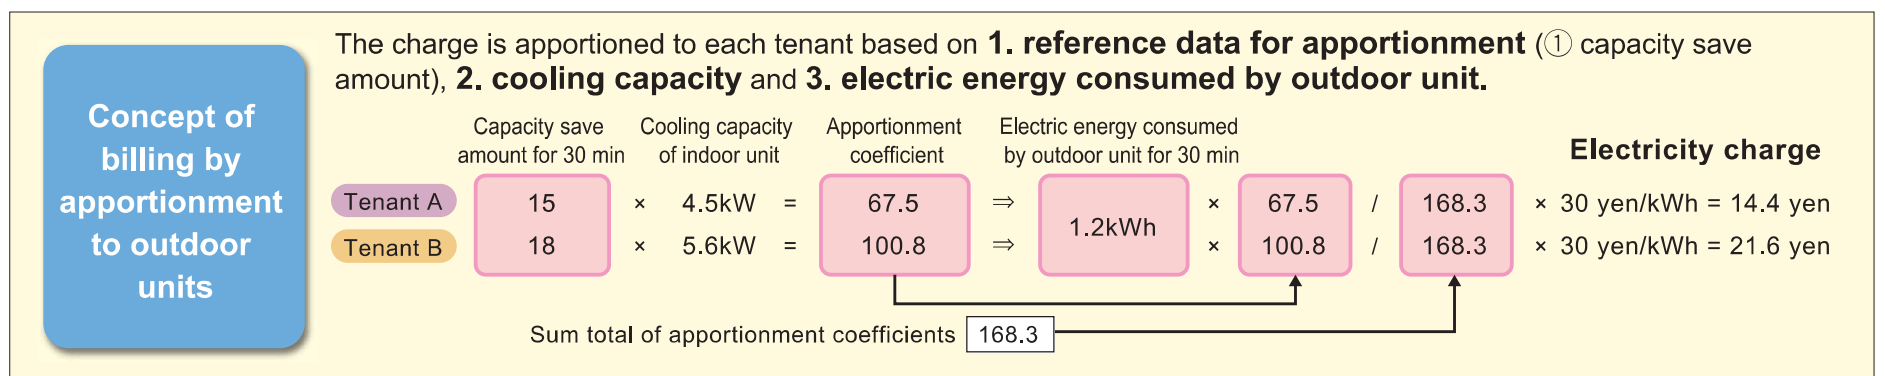 Concept of
billing by
apportionment
to outdoor
units
The charge is apportioned to each tenant based on 1. reference data for apportionment (① capacity save
amount), 2. cooling capacity and 3. electric energy consumed by outdoor unit.
Capacity save Cooling capacity Apportionment Electric energy consumed
amount for 30 min of indoor unit coefficient by outdoor unit for 30 min Electricity charge
Tenant A 15 × 4.5kW = 67.5 ⇒ 1.2kWh × 67.5 / 168.3 × 30 yen/kWh = 14.4 yen
Tenant B 18 × 5.6kW = 100.8 ⇒ × 100.8 / 168.3 × 30 yen/kWh = 21.6 yen
Sum total of apportionment coefficients 168.3